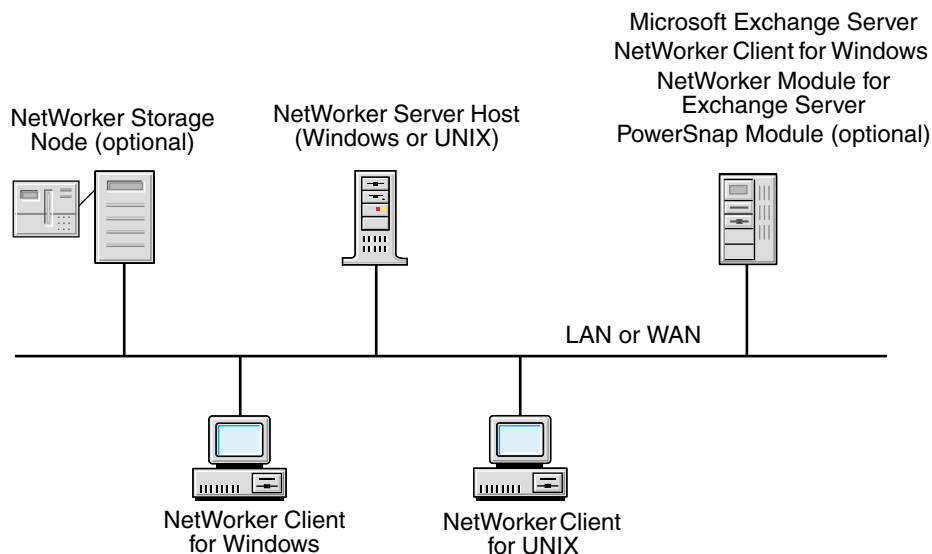 Microsoft Exchange Server
NetWorker Client for Windows
NetWorker Module for
Exchange Server
PowerSnap Module (optional)
NetWorker Storage
Node (optional)
NetWorker Server Host
(Windows or UNIX)
LAN or WAN
NetWorker Client
for Windows
NetWorker Client
for UNIX